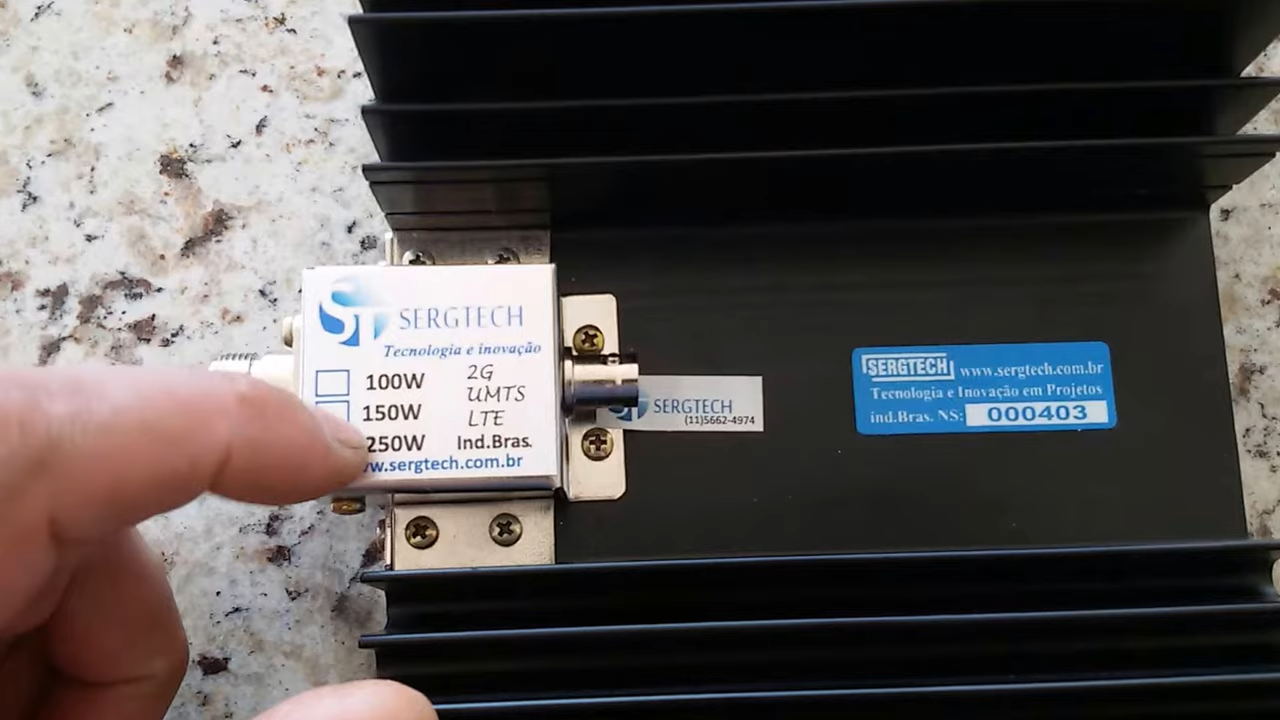 ST SERGTECH
Tecnologia e inovação
100W 2G
150W UMTS
LTE
250W Ind.Bras.
w.sergtech.com.br
SERGTECH
(11)5662-4974
SERGTECH www.sergtech.com.br
Tecnologia e Inovação em Projetos
ind.Bras. NS: 000403